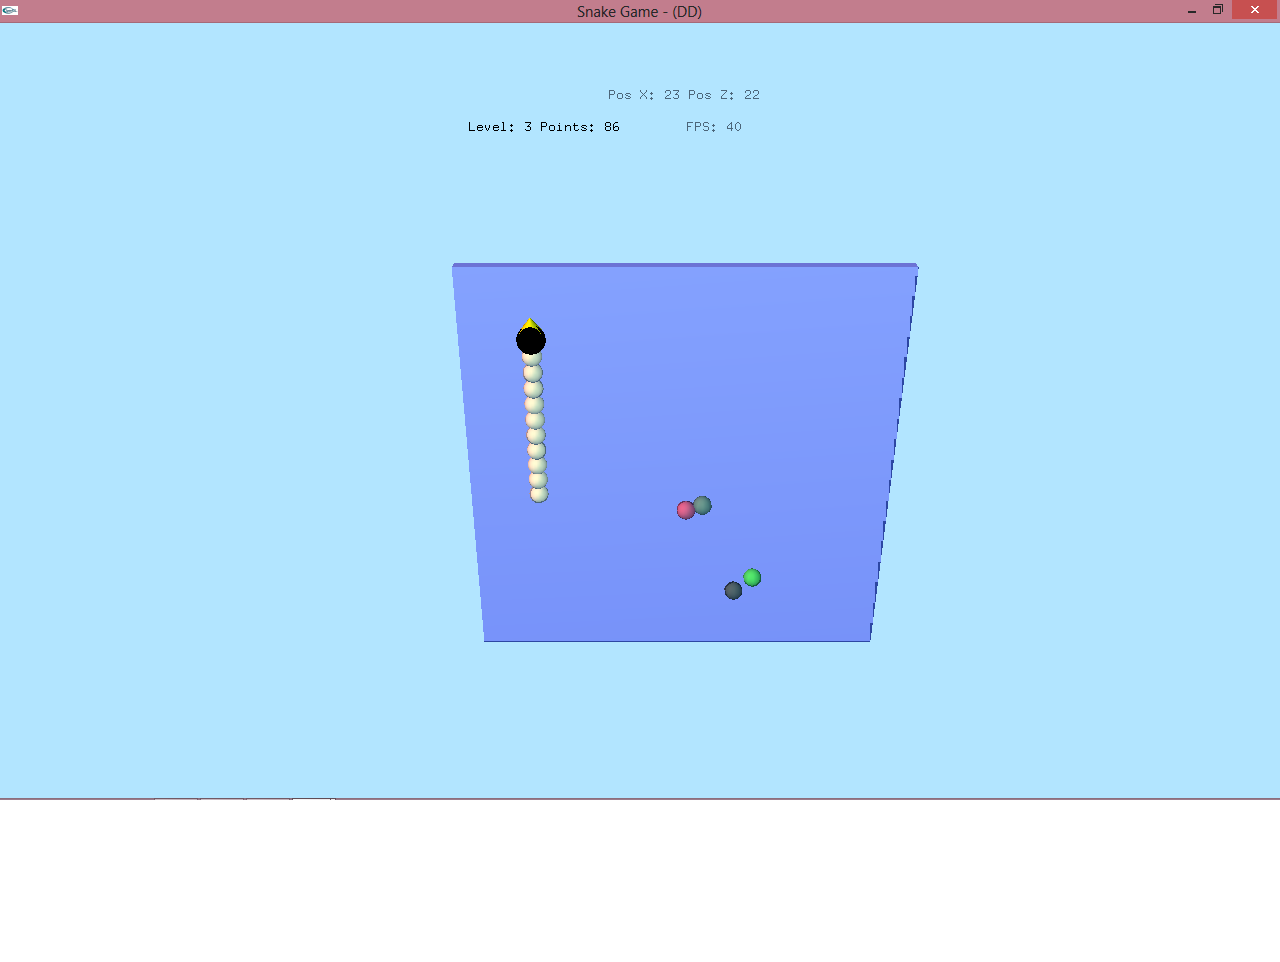 Snake Game - (DD)
Pos X: 23 Pos Z: 22
Level: 3 Points: 86 FPS: 40